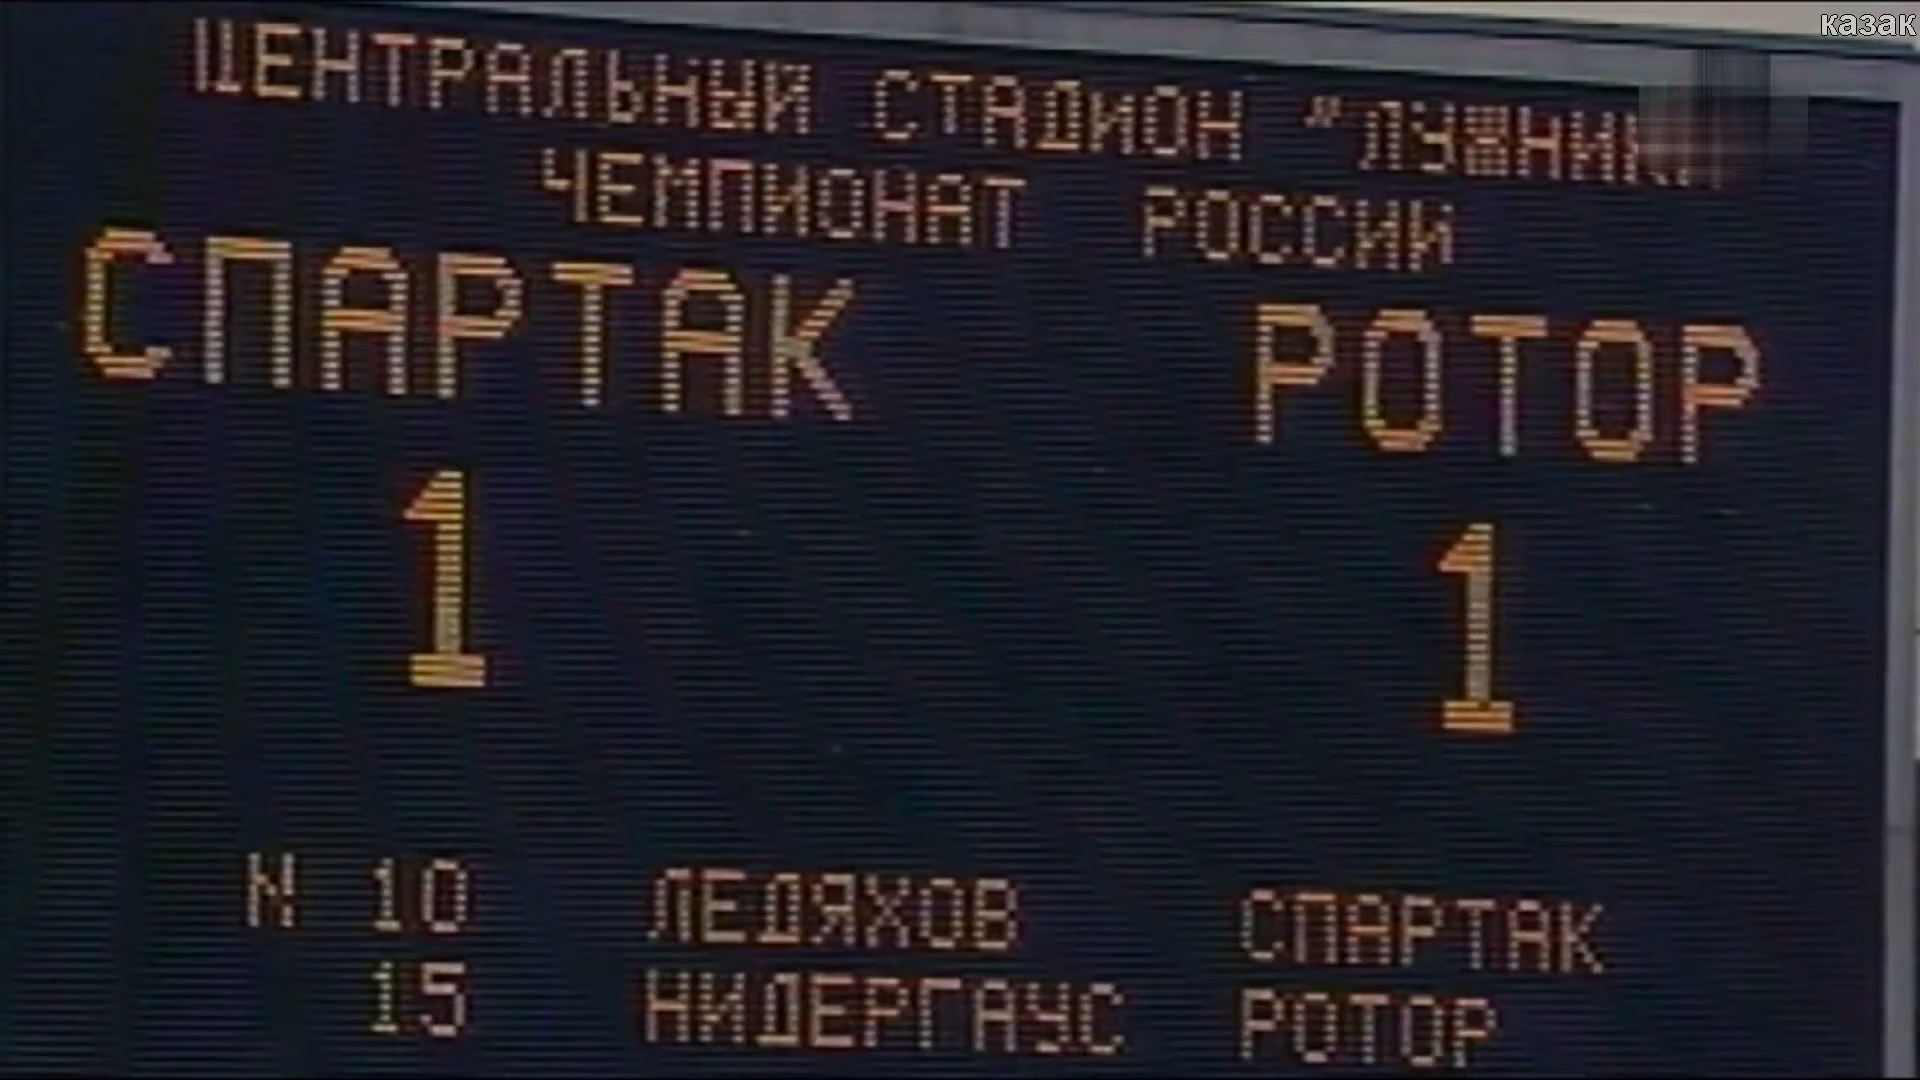 казак
ЦЕНТРАЛЬНЫЙ СТАДИОН "ЛУЖНИКИ
ЧЕМПИОНАТ РОССИИ
СПАРТАК РОТОР
1 1
N 10 ЛЕДЯХОВ СПАРТАК
15 НИДЕРГАУС РОТОР